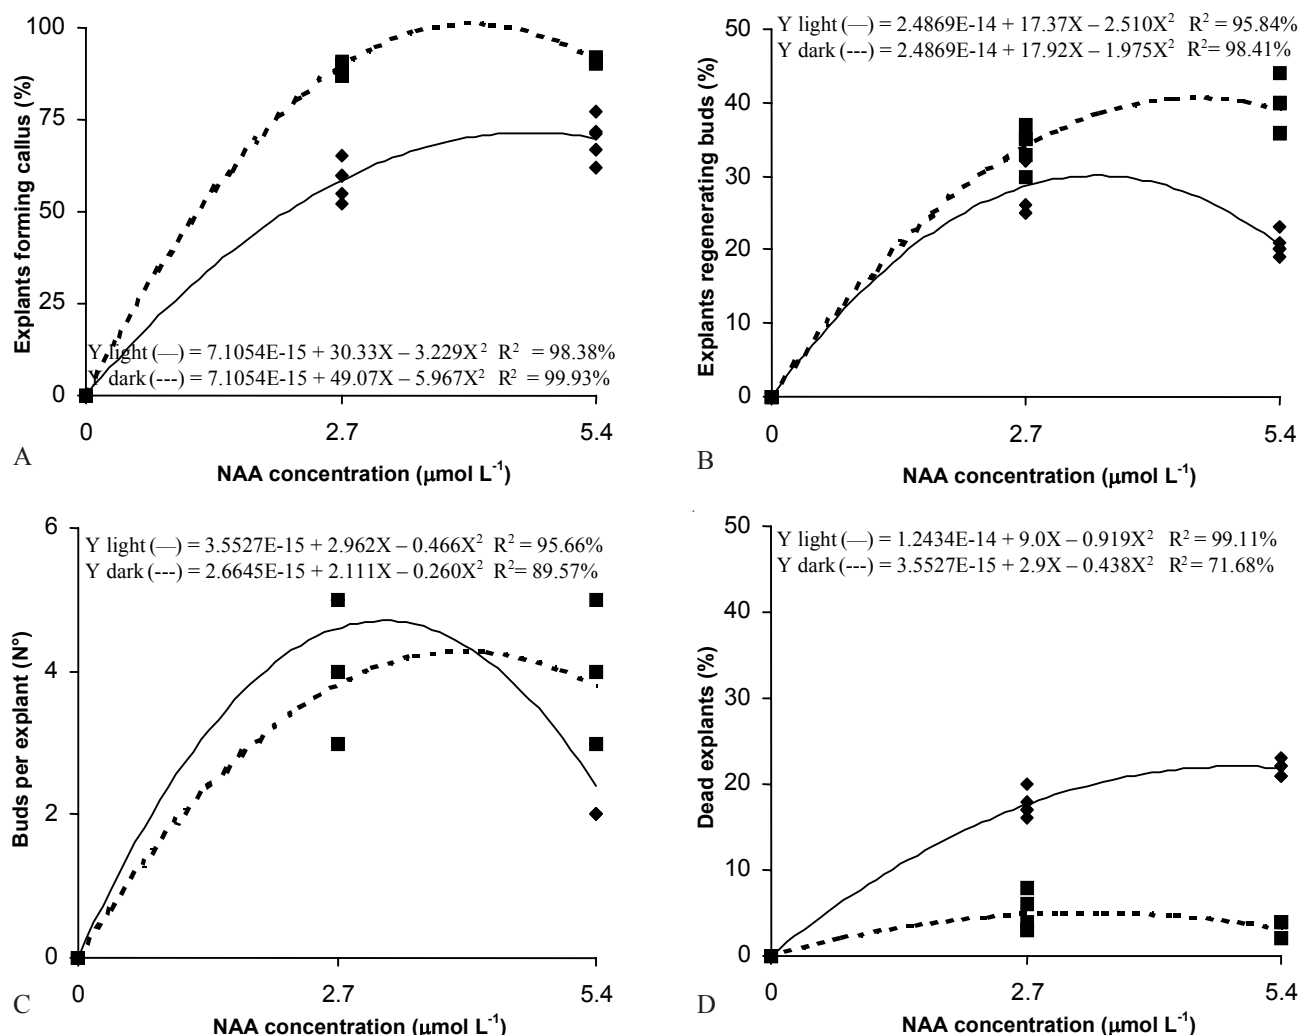 100
75
50
25
0
Explants forming callus (%)
Y light (—) = 7.1054E-15 + 30.33X – 3.229X² R² = 98.38%
Y dark (---) = 7.1054E-15 + 49.07X – 5.967X² R² = 99.93%
0 2.7 5.4
A
NAA concentration (μmol L⁻¹)
Y light (—) = 2.4869E-14 + 17.37X – 2.510X² R² = 95.84%
Y dark (---) = 2.4869E-14 + 17.92X – 1.975X² R²= 98.41%
50
40
30
20
10
0
Explants regenerating buds (%)
0 2.7 5.4
B
NAA concentration (μmol L⁻¹)
Y light (—) = 3.5527E-15 + 2.962X – 0.466X² R² = 95.66%
Y dark (---) = 2.6645E-15 + 2.111X – 0.260X² R²= 89.57%
6
4
2
0
Buds per explant (N°)
0 2.7 5.4
C
NAA concentration (μmol L⁻¹)
Y light (—) = 1.2434E-14 + 9.0X – 0.919X² R² = 99.11%
Y dark (---) = 3.5527E-15 + 2.9X – 0.438X² R²= 71.68%
50
40
30
20
10
0
Dead explants (%)
0 2.7 5.4
D
NAA concentration (μmol L⁻¹)